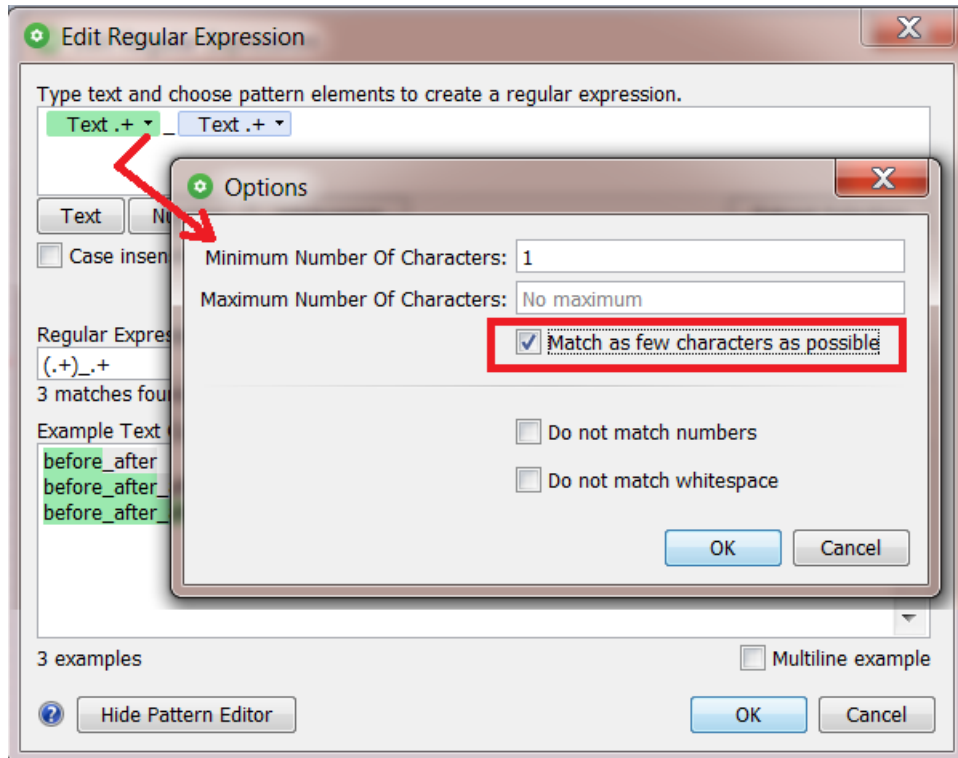 Edit Regular Expression
X
Type text and choose pattern elements to create a regular expression.
Text .+ _ Text .+
Options
X
Text
Case insen
Minimum Number Of Characters: 1
Maximum Number Of Characters: No maximum
Match as few characters as possible
Regular Expres
(.+)_.+
3 matches fou
Do not match numbers
Example Text
before_after
Do not match whitespace
before_after_
before_after_
OK Cancel
3 examples
Multiline example
Hide Pattern Editor
OK Cancel